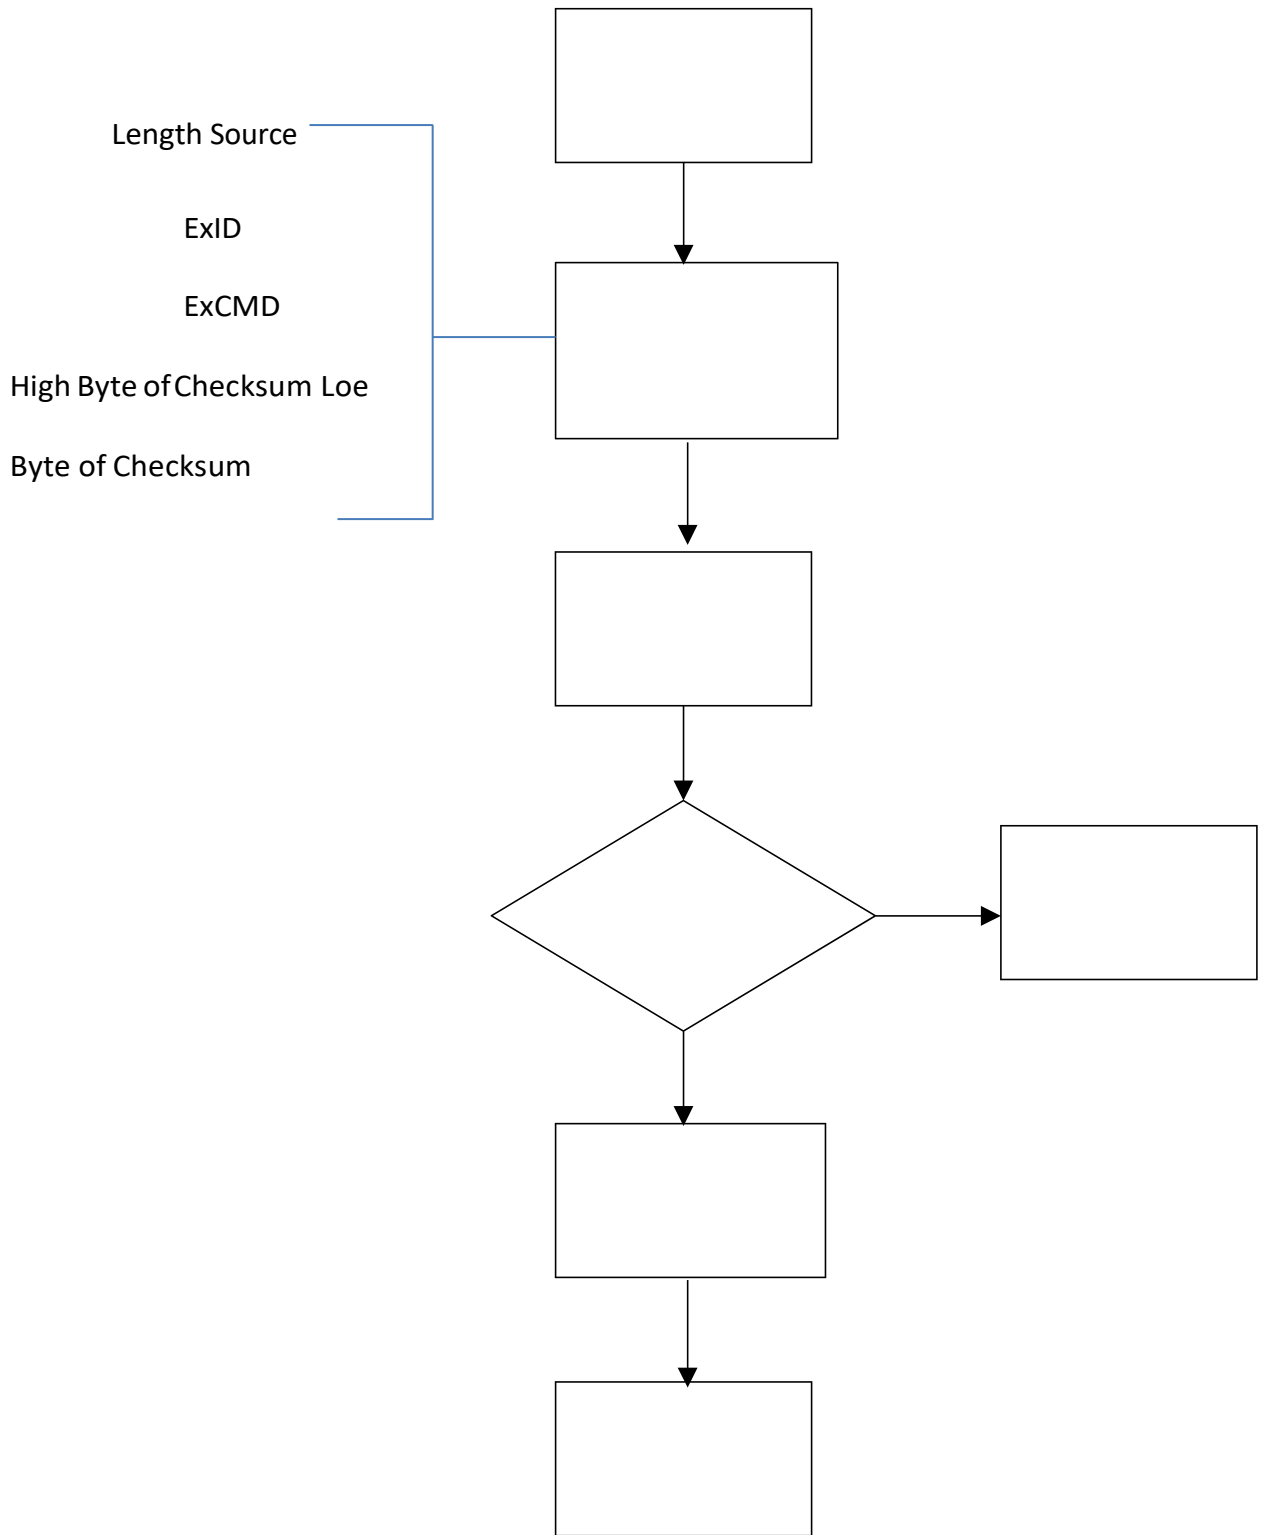 Length Source
ExID
ExCMD
High Byte of Checksum Loe
Byte of Checksum